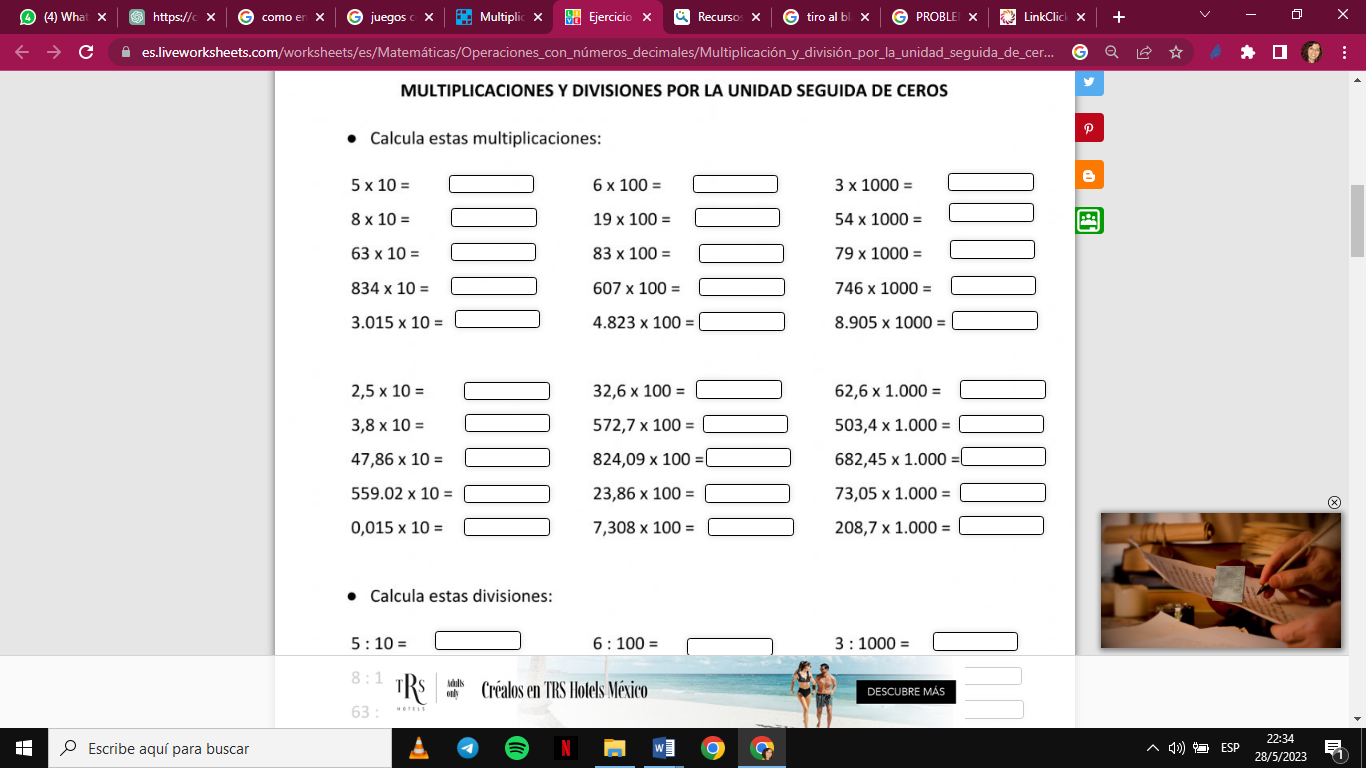 (4) What
https://c
como en
juegos c
Multiplic
Ejercicio
Recursos
tiro al bl
PROBLE
LinkClick
es.liveworksheets.com/worksheets/es/Matemáticas/Operaciones_con_números_decimales/Multiplicación_y_división_por_la_unidad_seguida_de_cer...
MULTIPLICACIONES Y DIVISIONES POR LA UNIDAD SEGUIDA DE CEROS
• Calcula estas multiplicaciones:
5 x 10 = 6 x 100 = 3 x 1000 =
8 x 10 = 19 x 100 = 54 x 1000 =
63 x 10 = 83 x 100 = 79 x 1000 =
834 x 10 = 607 x 100 = 746 x 1000 =
3.015 x 10 = 4.823 x 100 = 8.905 x 1000 =
2,5 x 10 = 32,6 x 100 = 62,6 x 1.000 =
3,8 x 10 = 572,7 x 100 = 503,4 x 1.000 =
47,86 x 10 = 824,09 x 100 = 682,45 x 1.000 =
559.02 x 10 = 23,86 x 100 = 73,05 x 1.000 =
0,015 x 10 = 7,308 x 100 = 208,7 x 1.000 =
• Calcula estas divisiones:
5 : 10 = 6 : 100 = 3 : 1000 =
8 : 1
63 :
TRS
HOTELS
Adults
only
Créalos en TRS Hotels México
DESCUBRE MÁS
Escribe aquí para buscar
ESP
22:34
28/5/2023
1